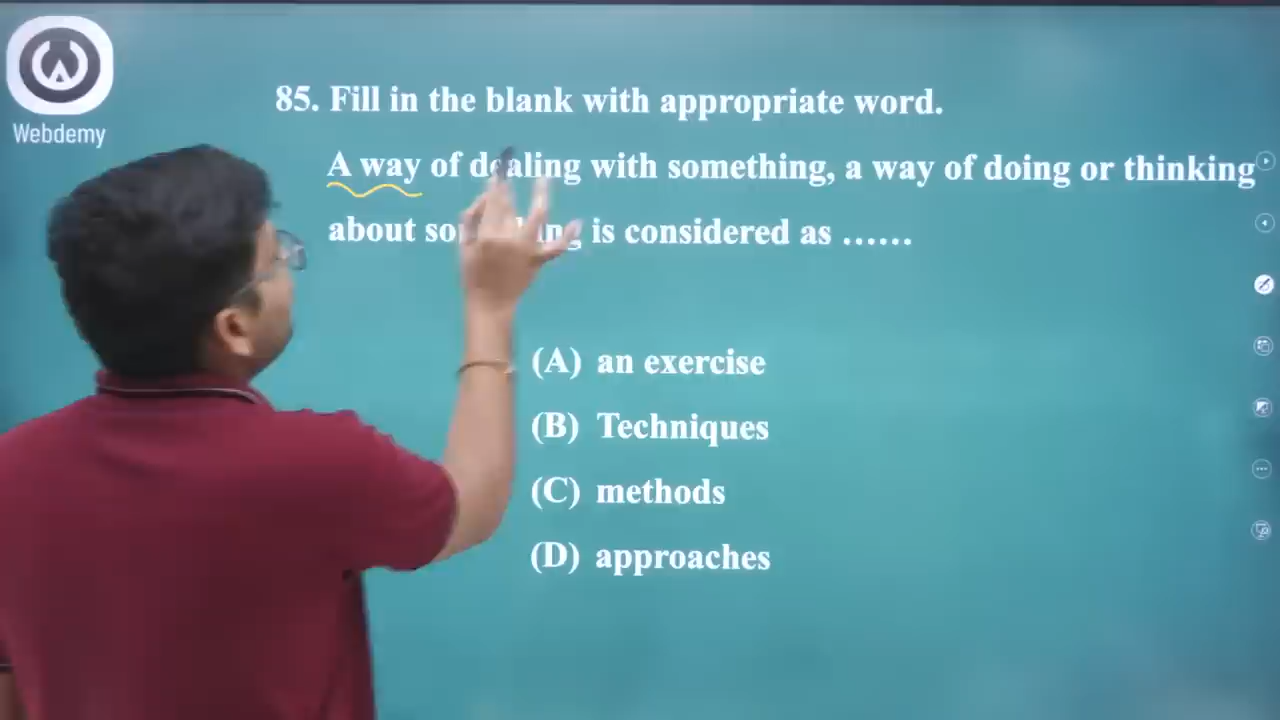 Webdemy
85. Fill in the blank with appropriate word.
A way of dealing with something, a way of doing or thinking
about is considered as ......
(A) an exercise
(B) Techniques
(C) methods
(D) approaches